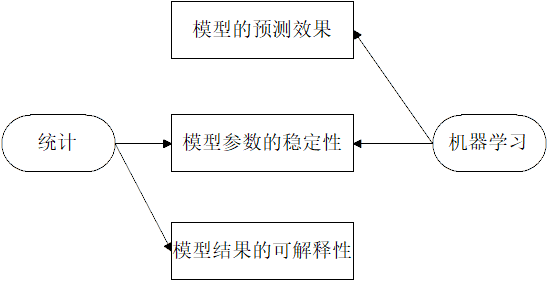 模型的预测效果
统计
模型参数的稳定性
机器学习
模型结果的可解释性